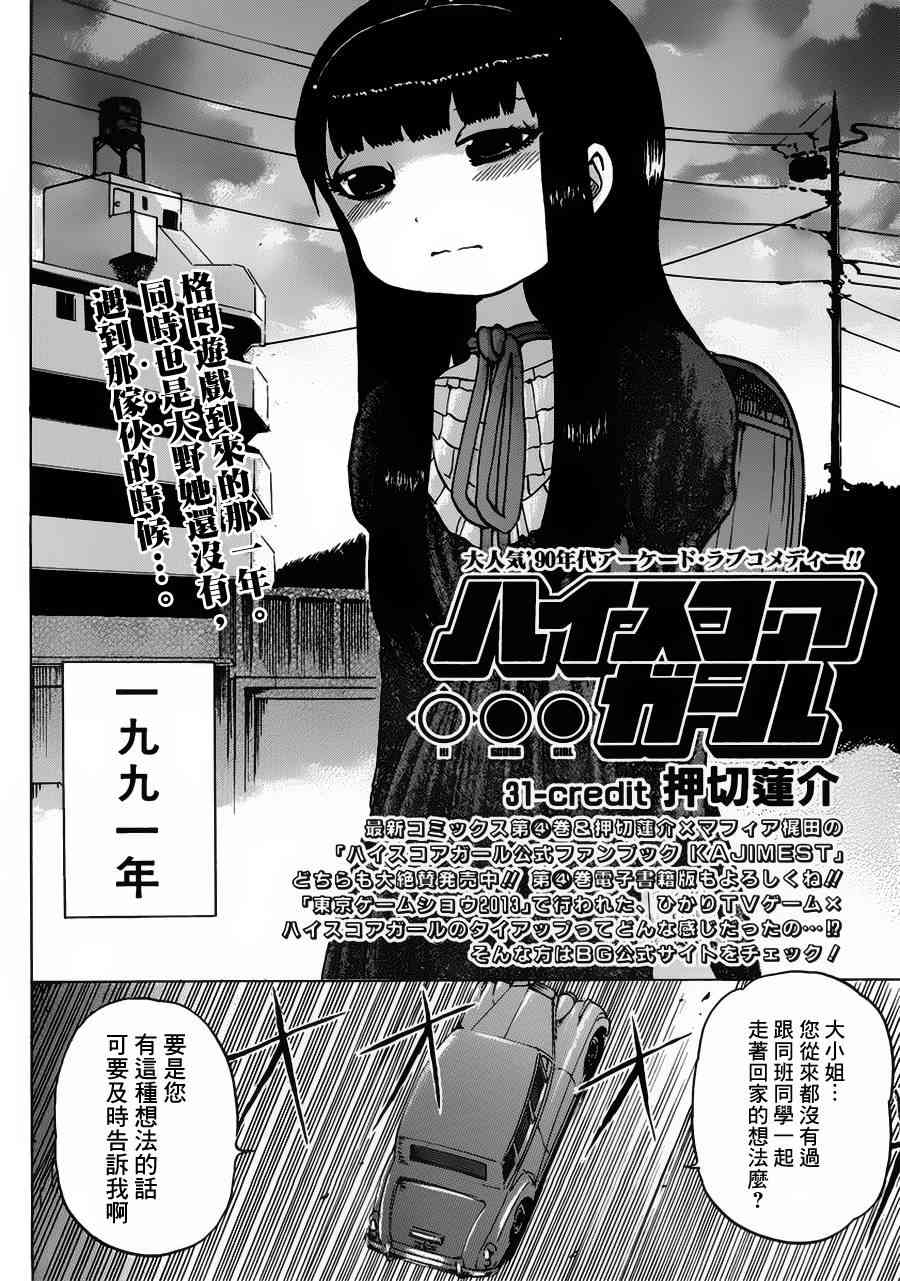 格鬥遊戲到來的那一年。
同時也是大野她還沒有,
遇到那傢伙的時候…。
大人気'90年代アーケード・ラブコメディー!!
ハイスコア
ガール
HI SCORE GIRL
31-credit 押切蓮介
最新コミックス第④巻&押切蓮介×マフィア梶田の
「ハイスコアガール公式ファンブック KAJIMEST」
どちらも大絶賛発売中!! 第④巻電子書籍版もよろしくね!!
「東京ゲームショウ2013」で行われた、ひかりTVゲーム×
ハイスコアガールのタイアップってどんな感じだったの…!?
そんな方はBG公式サイトをチェック!
一九九一年
大小姐…
您從來都沒有過
跟同班同學一起
走著回家的想法麼?
要是您
有這種想法的話
可要及時告訴我啊